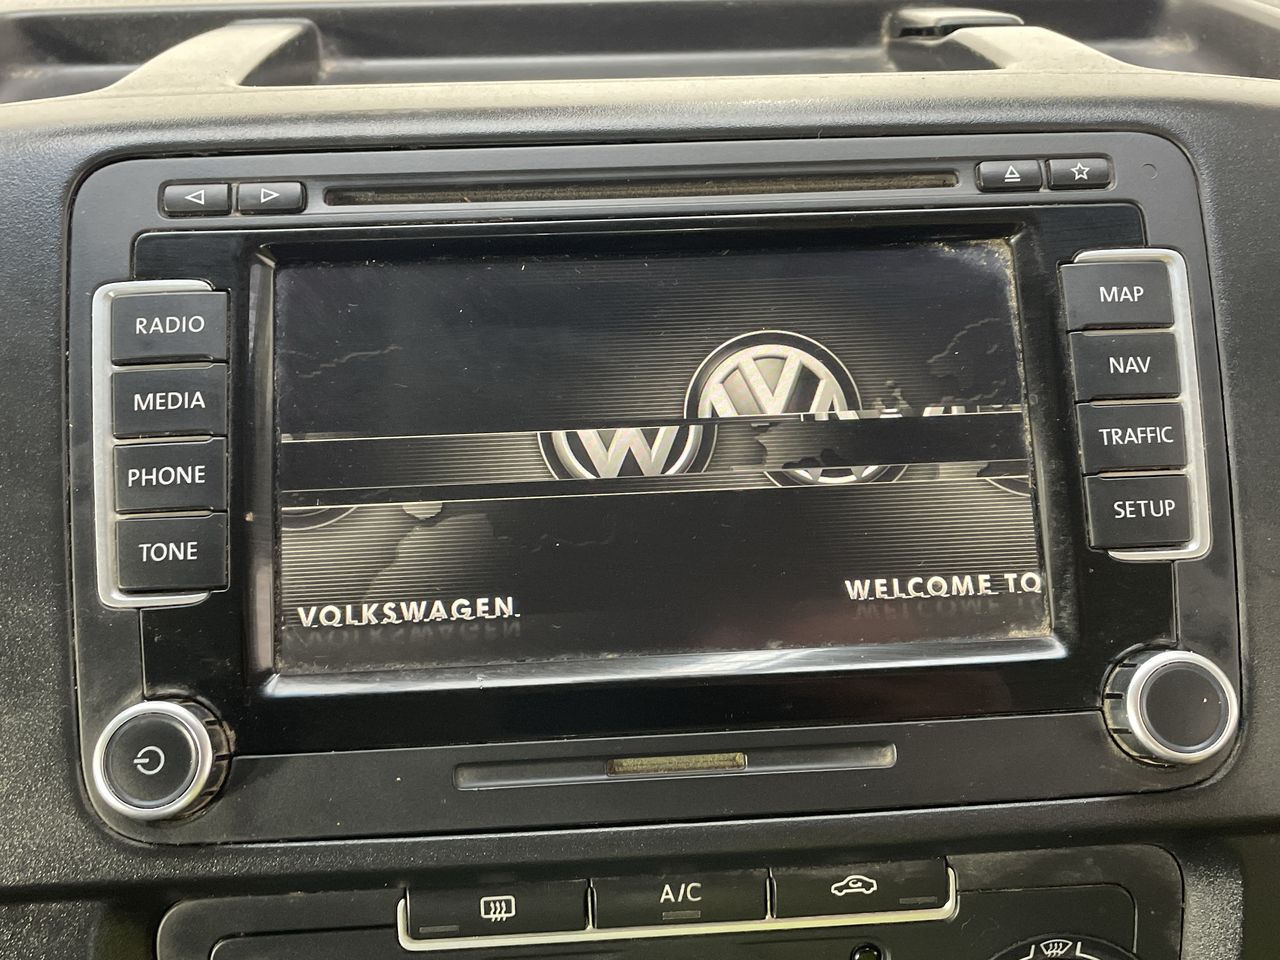 RADIO
MEDIA
PHONE
TONE
MAP
NAV
TRAFFIC
SETUP
VOLKSWAGEN.
WELCOME TO
A/C